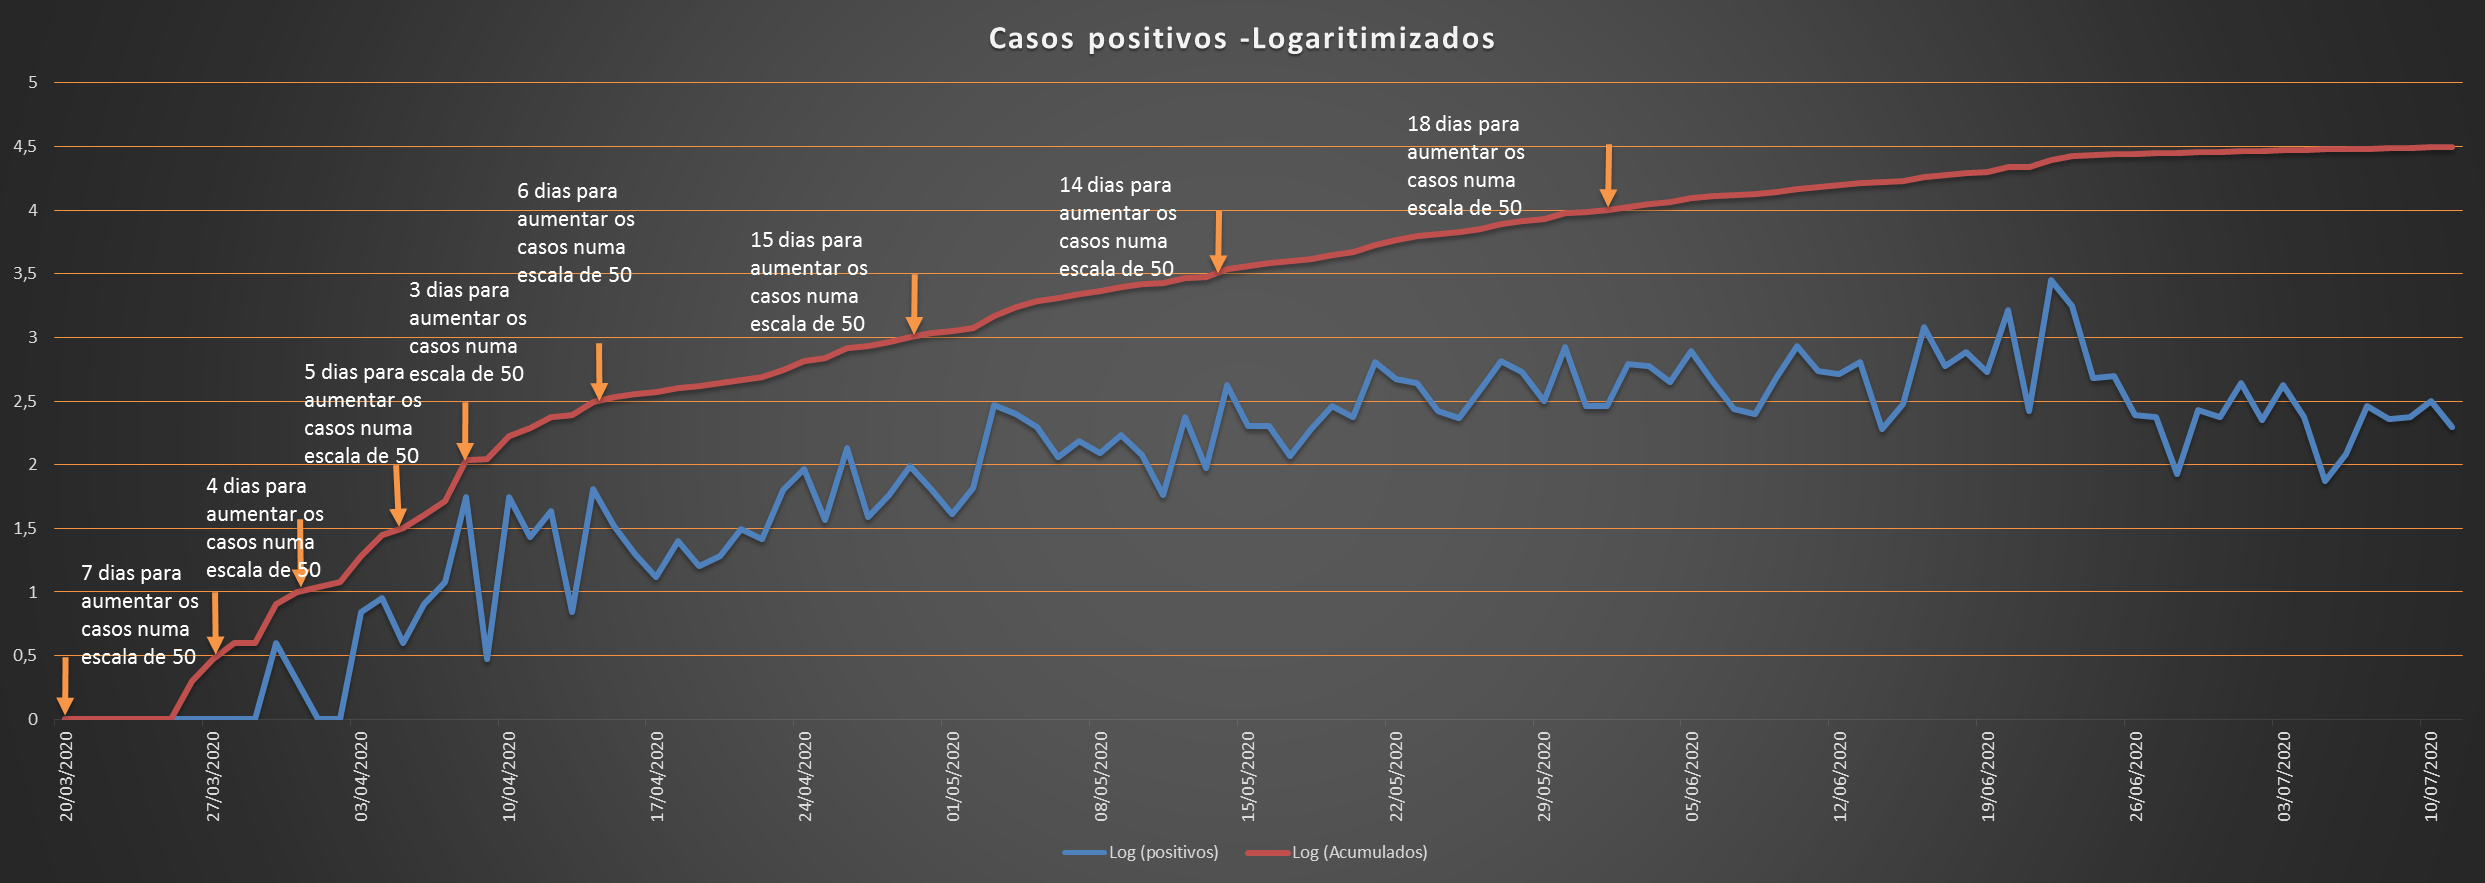 Casos positivos -Logaritimizados
5
4,5
4
3,5
3
2,5
2
1,5
1
0,5
0
7 dias para
aumentar os
casos numa
escala de 50
4 dias para
aumentar os
casos numa
escala de 50
5 dias para
aumentar os
casos numa
escala de 50
3 dias para
aumentar os
casos numa
escala de 50
6 dias para
aumentar os
casos numa
escala de 50
15 dias para
aumentar os
casos numa
escala de 50
14 dias para
aumentar os
casos numa
escala de 50
18 dias para
aumentar os
casos numa
escala de 50
20/03/2020
27/03/2020
03/04/2020
10/04/2020
17/04/2020
24/04/2020
01/05/2020
08/05/2020
15/05/2020
22/05/2020
29/05/2020
05/06/2020
12/06/2020
19/06/2020
26/06/2020
03/07/2020
10/07/2020
Log (positivos)
Log (Acumulados)